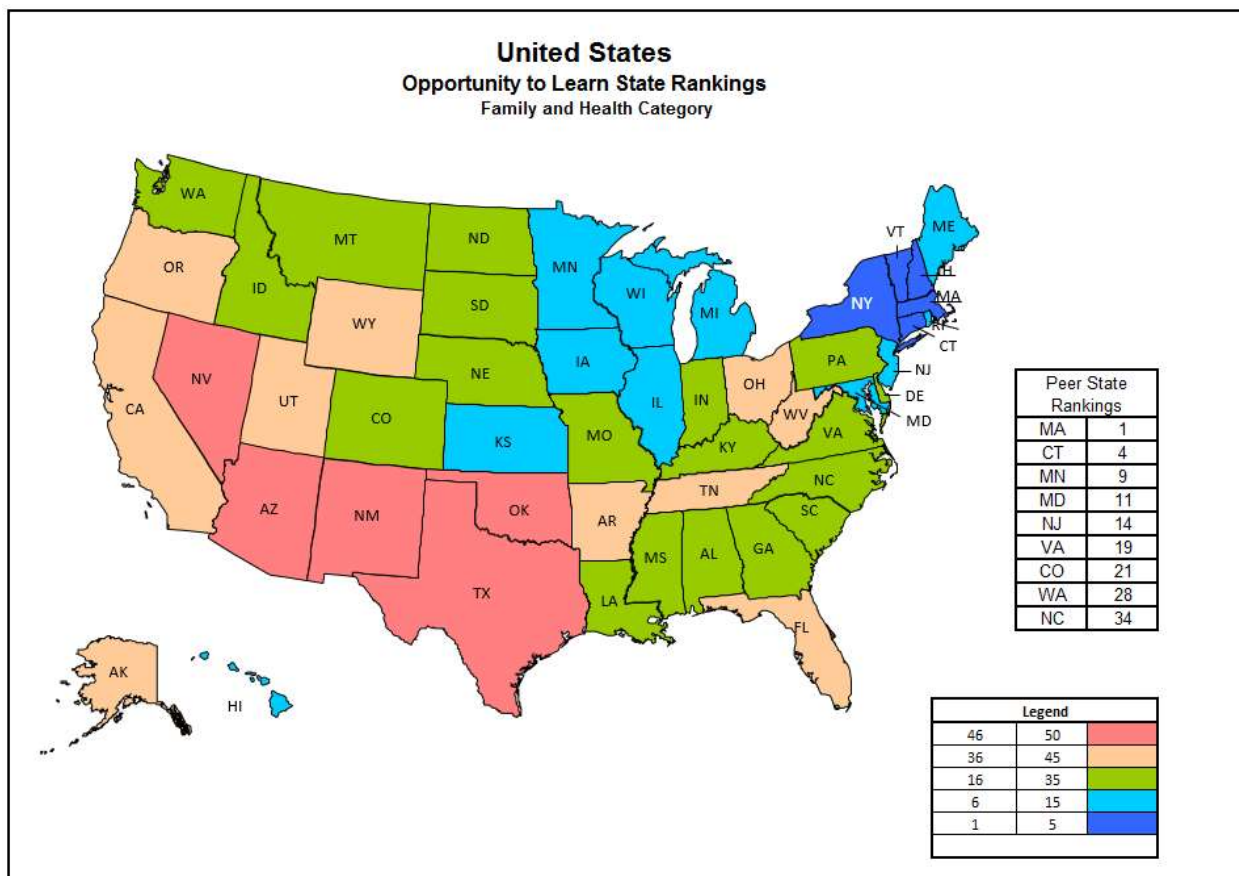 United States
Opportunity to Learn State Rankings
Family and Health Category
WA
MT
ND
MN
VT
ME
OR
ID
SD
WI
MI
NY
IH
MA
RI
CT
WY
NE
IA
PA
NJ
NV
UT
CO
IL
IN
OH
DE
MD
CA
KS
MO
WV
VA
KY
AZ
NM
OK
AR
TN
NC
SC
TX
LA
MS
AL
GA
FL
AK
HI
Peer State
Rankings
MA 1
CT 4
MN 9
MD 11
NJ 14
VA 19
CO 21
WA 28
NC 34
Legend
46 50
36 45
16 35
6 15
1 5